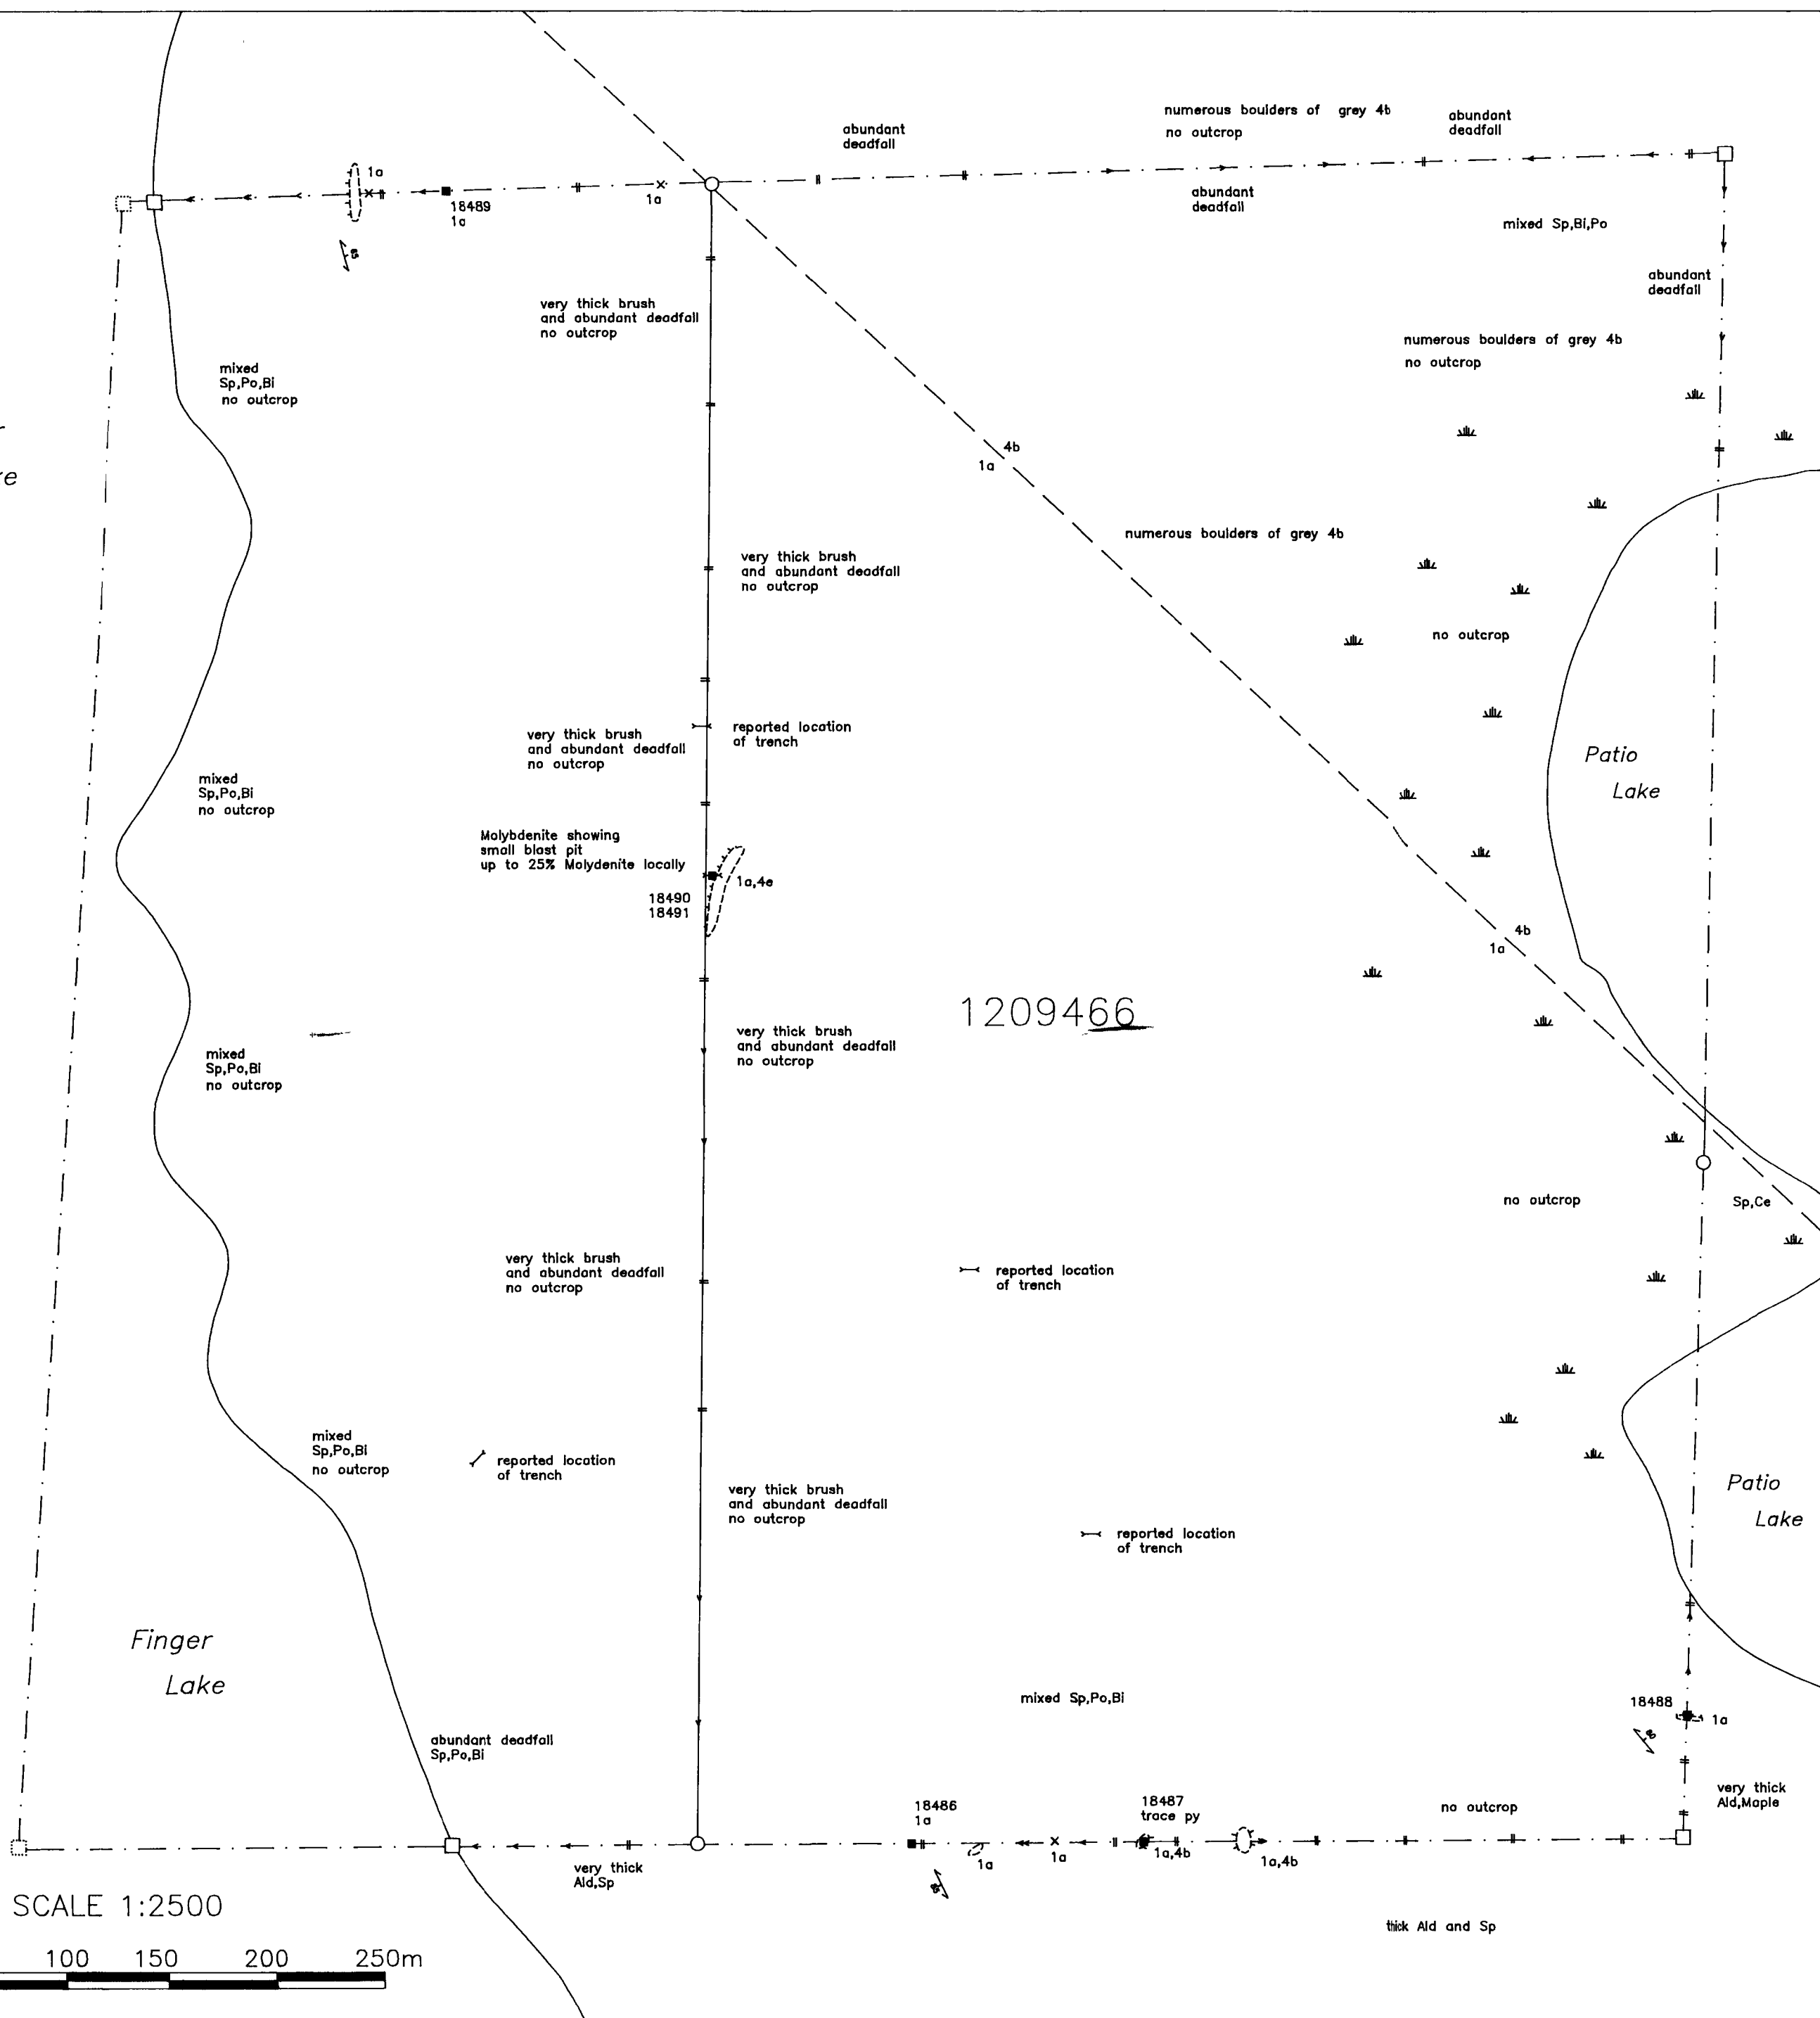 numerous boulders of grey 4b
no outcrop
abundant
deadfall
abundant
deadfall
1a
18489
1a
1a
abundant
deadfall
mixed Sp,Bi,Po
65
abundant
deadfall
very thick brush
and abundant deadfall
no outcrop
numerous boulders of grey 4b
no outcrop
mixed
Sp,Po,Bi
no outcrop
4b
1a
numerous boulders of grey 4b
very thick brush
and abundant deadfall
no outcrop
no outcrop
reported location
of trench
very thick brush
and abundant deadfall
no outcrop
Patio
Lake
mixed
Sp,Po,Bi
no outcrop
Molybdenite showing
small blast pit
up to 25% Molydenite locally
1a,4e
18490
18491
4b
1a
1209466
very thick brush
and abundant deadfall
no outcrop
mixed
Sp,Po,Bi
no outcrop
no outcrop
Sp,Ce
very thick brush
and abundant deadfall
no outcrop
reported location
of trench
mixed
Sp,Po,Bi
no outcrop
reported location
of trench
very thick brush
and abundant deadfall
no outcrop
Patio
Lake
reported location
of trench
Finger
Lake
mixed Sp,Po,Bi
18488
1a
abundant deadfall
Sp,Po,Bi
very thick
Ald,Maple
18486
1a
18487
trace py
no outcrop
1a
1a
1a,4b
1a,4b
very thick
Ald,Sp
thick Ald and Sp
SCALE 1:2500
100 150 200 250m